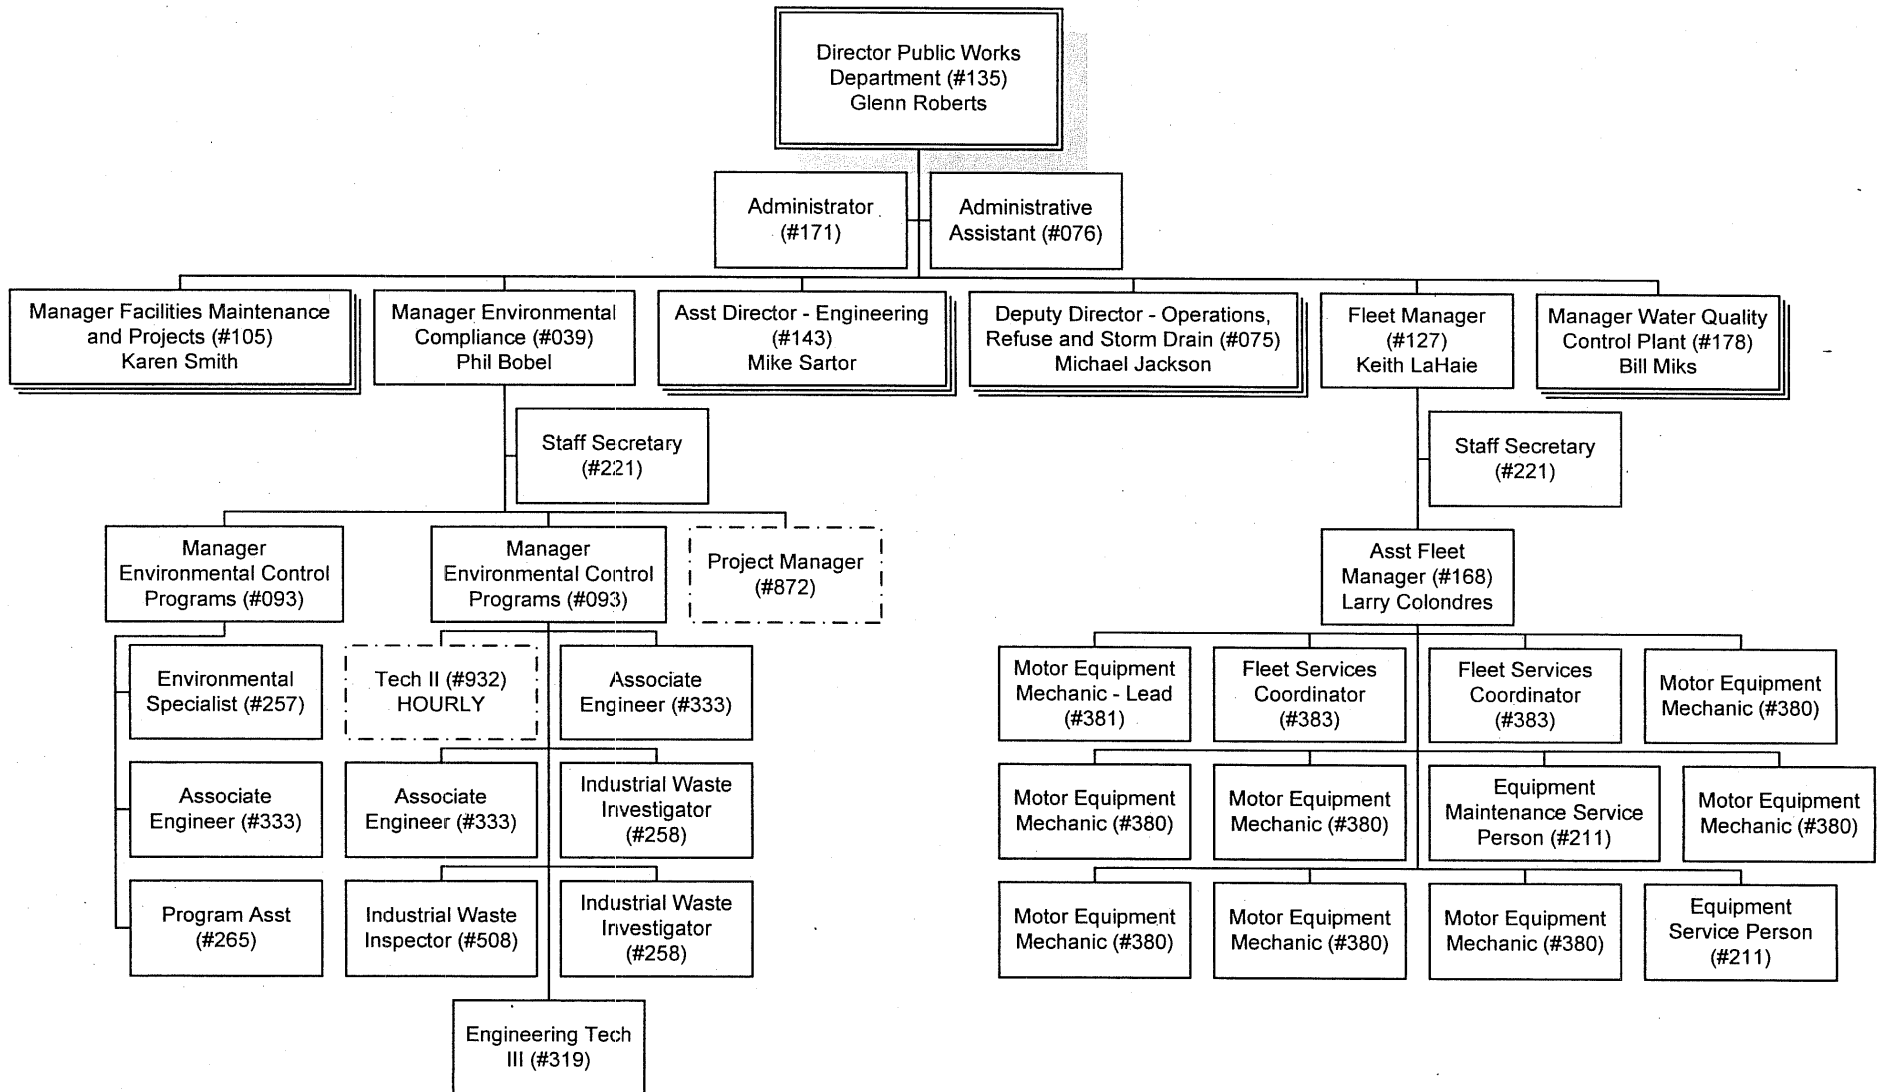 Director Public Works
Department (#135)
Glenn Roberts
Administrator
(#171)
Administrative
Assistant (#076)
Manager Facilities Maintenance
and Projects (#105)
Karen Smith
Manager Environmental
Compliance (#039)
Phil Bobel
Asst Director - Engineering
(#143)
Mike Sartor
Deputy Director - Operations,
Refuse and Storm Drain (#075)
Michael Jackson
Fleet Manager
(#127)
Keith LaHaie
Manager Water Quality
Control Plant (#178)
Bill Miks
Staff Secretary
(#221)
Staff Secretary
(#221)
Manager
Environmental Control
Programs (#093)
Manager
Environmental Control
Programs (#093)
Project Manager
(#872)
Asst Fleet
Manager (#168)
Larry Colondres
Environmental
Specialist (#257)
Tech II (#932)
HOURLY
Associate
Engineer (#333)
Motor Equipment
Mechanic - Lead
(#381)
Fleet Services
Coordinator
(#383)
Fleet Services
Coordinator
(#383)
Motor Equipment
Mechanic (#380)
Associate
Engineer (#333)
Associate
Engineer (#333)
Industrial Waste
Investigator
(#258)
Motor Equipment
Mechanic (#380)
Motor Equipment
Mechanic (#380)
Equipment
Maintenance Service
Person (#211)
Motor Equipment
Mechanic (#380)
Program Asst
(#265)
Industrial Waste
Inspector (#508)
Industrial Waste
Investigator
(#258)
Motor Equipment
Mechanic (#380)
Motor Equipment
Mechanic (#380)
Motor Equipment
Mechanic (#380)
Equipment
Service Person
(#211)
Engineering Tech
III (#319)